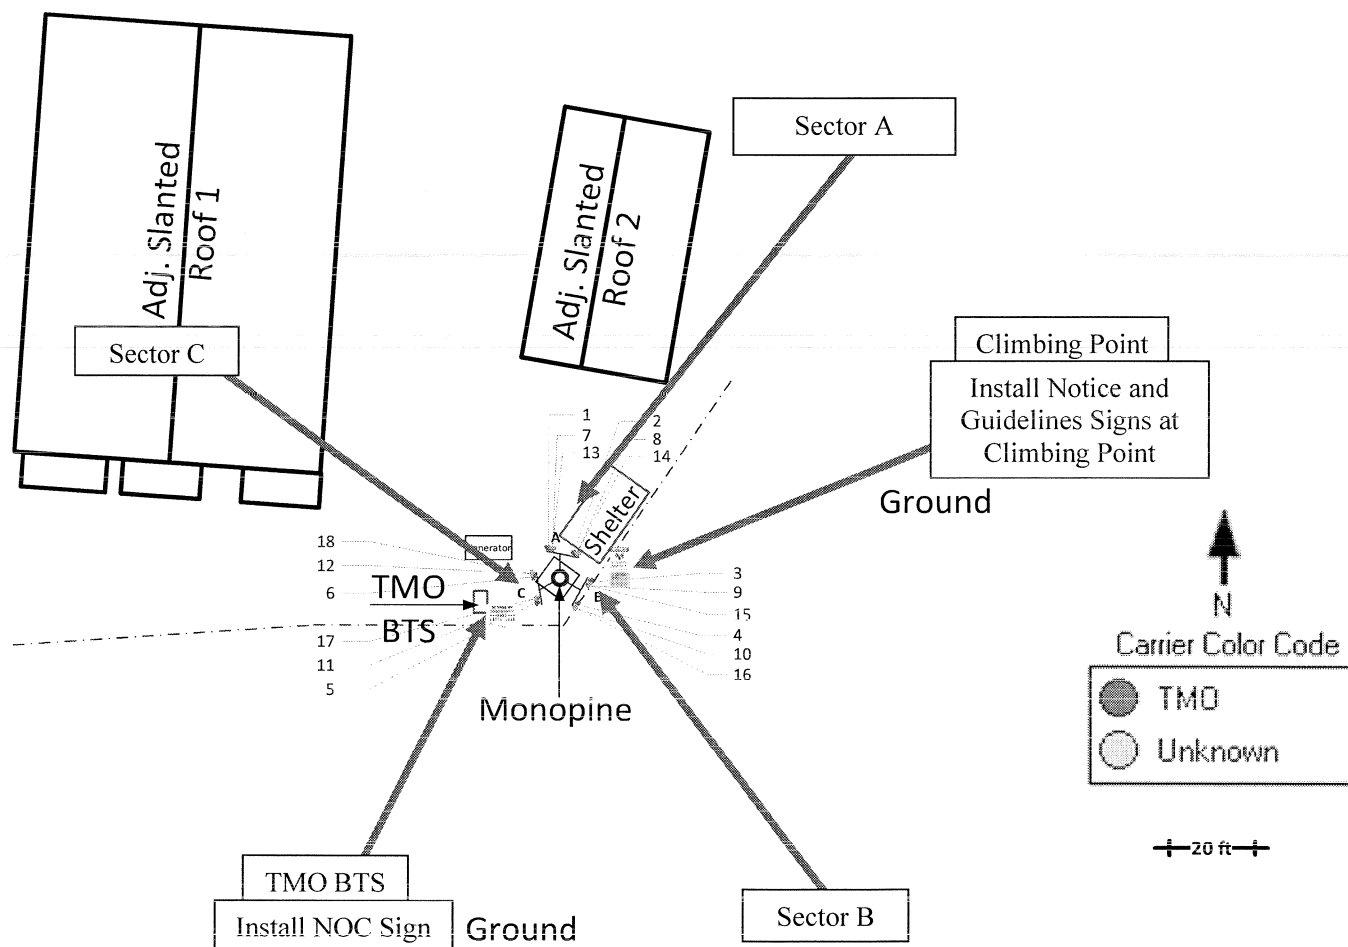 Sector A
Adj. Slanted
Roof 1
Adj. Slanted
Roof 2
Sector C
Climbing Point
Install Notice and
Guidelines Signs at
Climbing Point
Ground
1
7
13
2
8
14
Shelter
A
18
12
6
TMO
BTS
17
11
5
C
B
3
9
15
4
10
16
Monopine
N
Carrier Color Code
TMO
Unknown
20 ft
TMO BTS
Install NOC Sign
Ground
Sector B